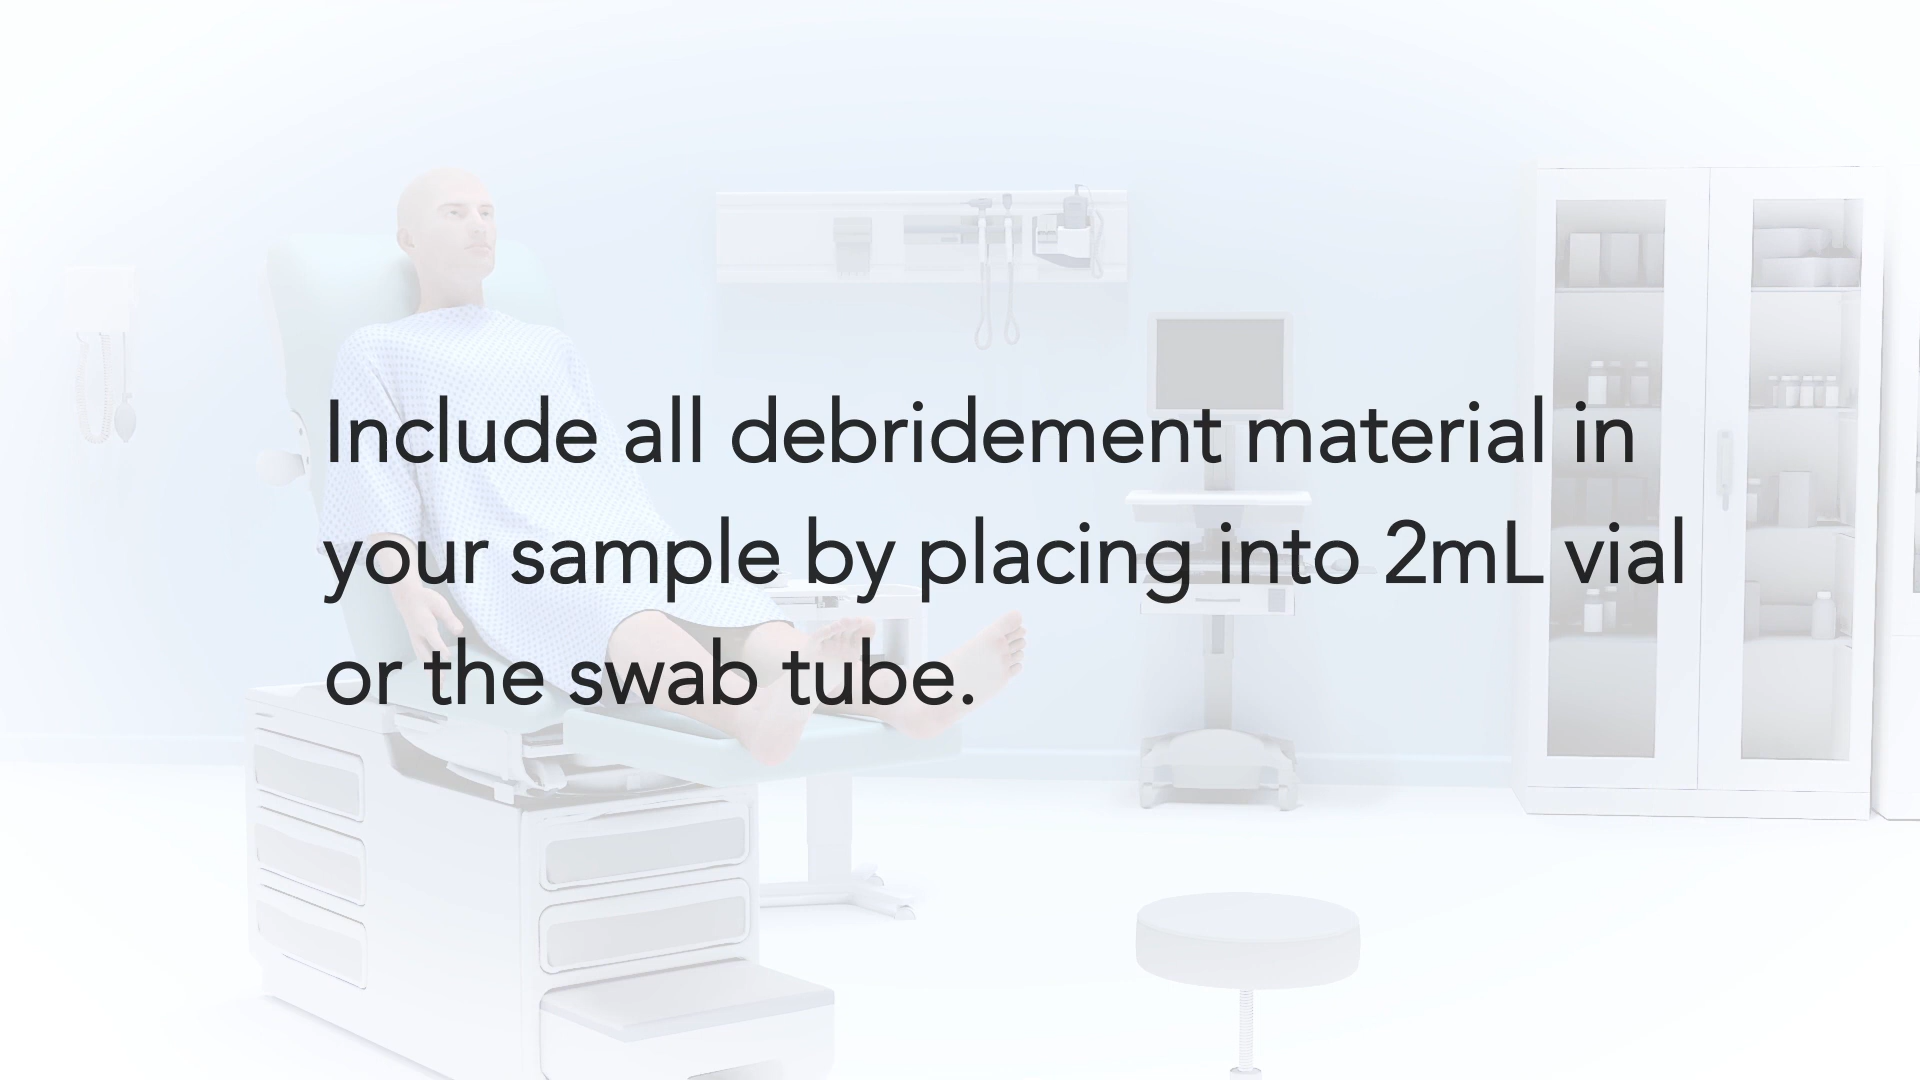 Include all debridement material in
your sample by placing into 2mL vial
or the swab tube.